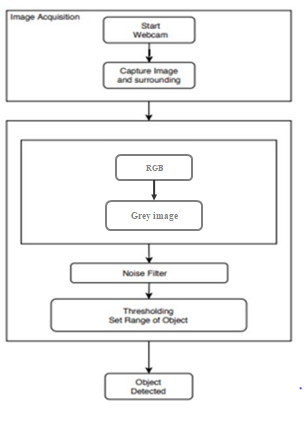 Image Acquisition
Start
Webcam
Capture Image
and surrounding
RGB
Grey image
Noise Filter
Thresholding
Set Range of Object
Object
Detected